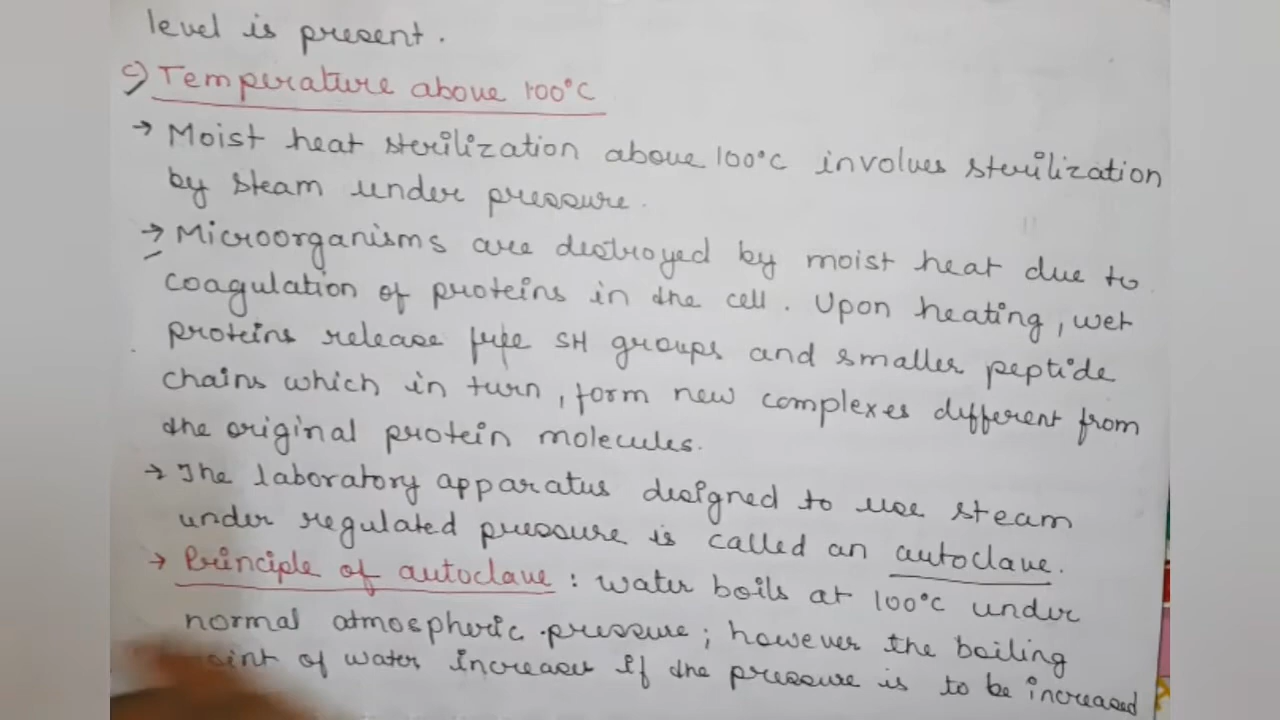 level is present.
c) Temperature above 100°C
→ Moist heat sterilization above 100°C involves sterilization
by steam under pressure.
→ Microorganisms are destroyed by moist heat due to
coagulation of proteins in the cell. Upon heating, wet
proteins release free SH groups and smaller peptide
chains which in turn, form new complexes different from
the original protein molecules.
→ The laboratory apparatus designed to use steam
under regulated pressure is called an autoclave.
→ Principle of autoclave : water boils at 100°C under
normal atmospheric pressure; however the boiling
point of water increases if the pressure is to be increased